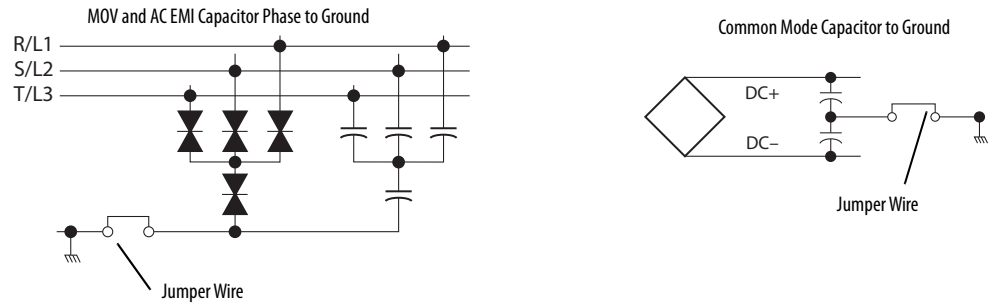 MOV and AC EMI Capacitor Phase to Ground
R/L1
S/L2
T/L3
Jumper Wire
Common Mode Capacitor to Ground
DC+
DC–
Jumper Wire